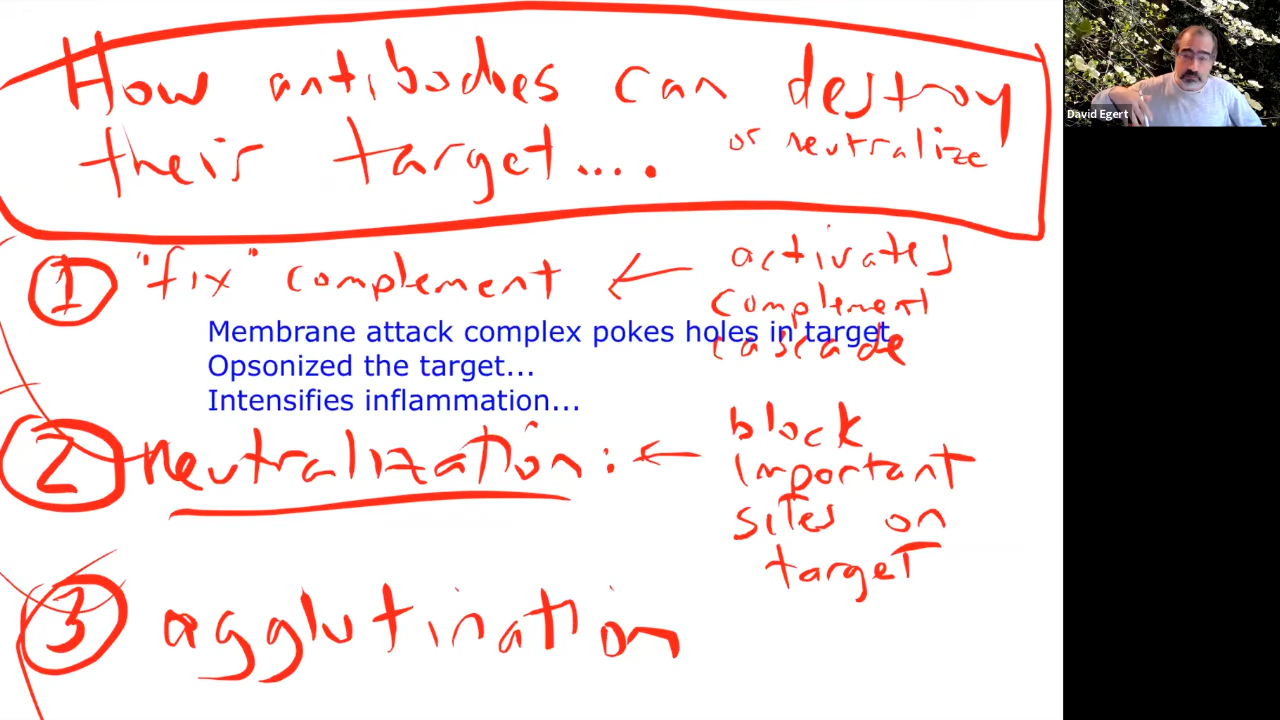 How antibodies can destroy
or neutralize
their target....
① "fix" complement ← activates
complement
cascade
Membrane attack complex pokes holes in target
Opsonized the target...
Intensifies inflammation...
② neutralization: ← block
important
sites on
target
③ agglutination
David Egert